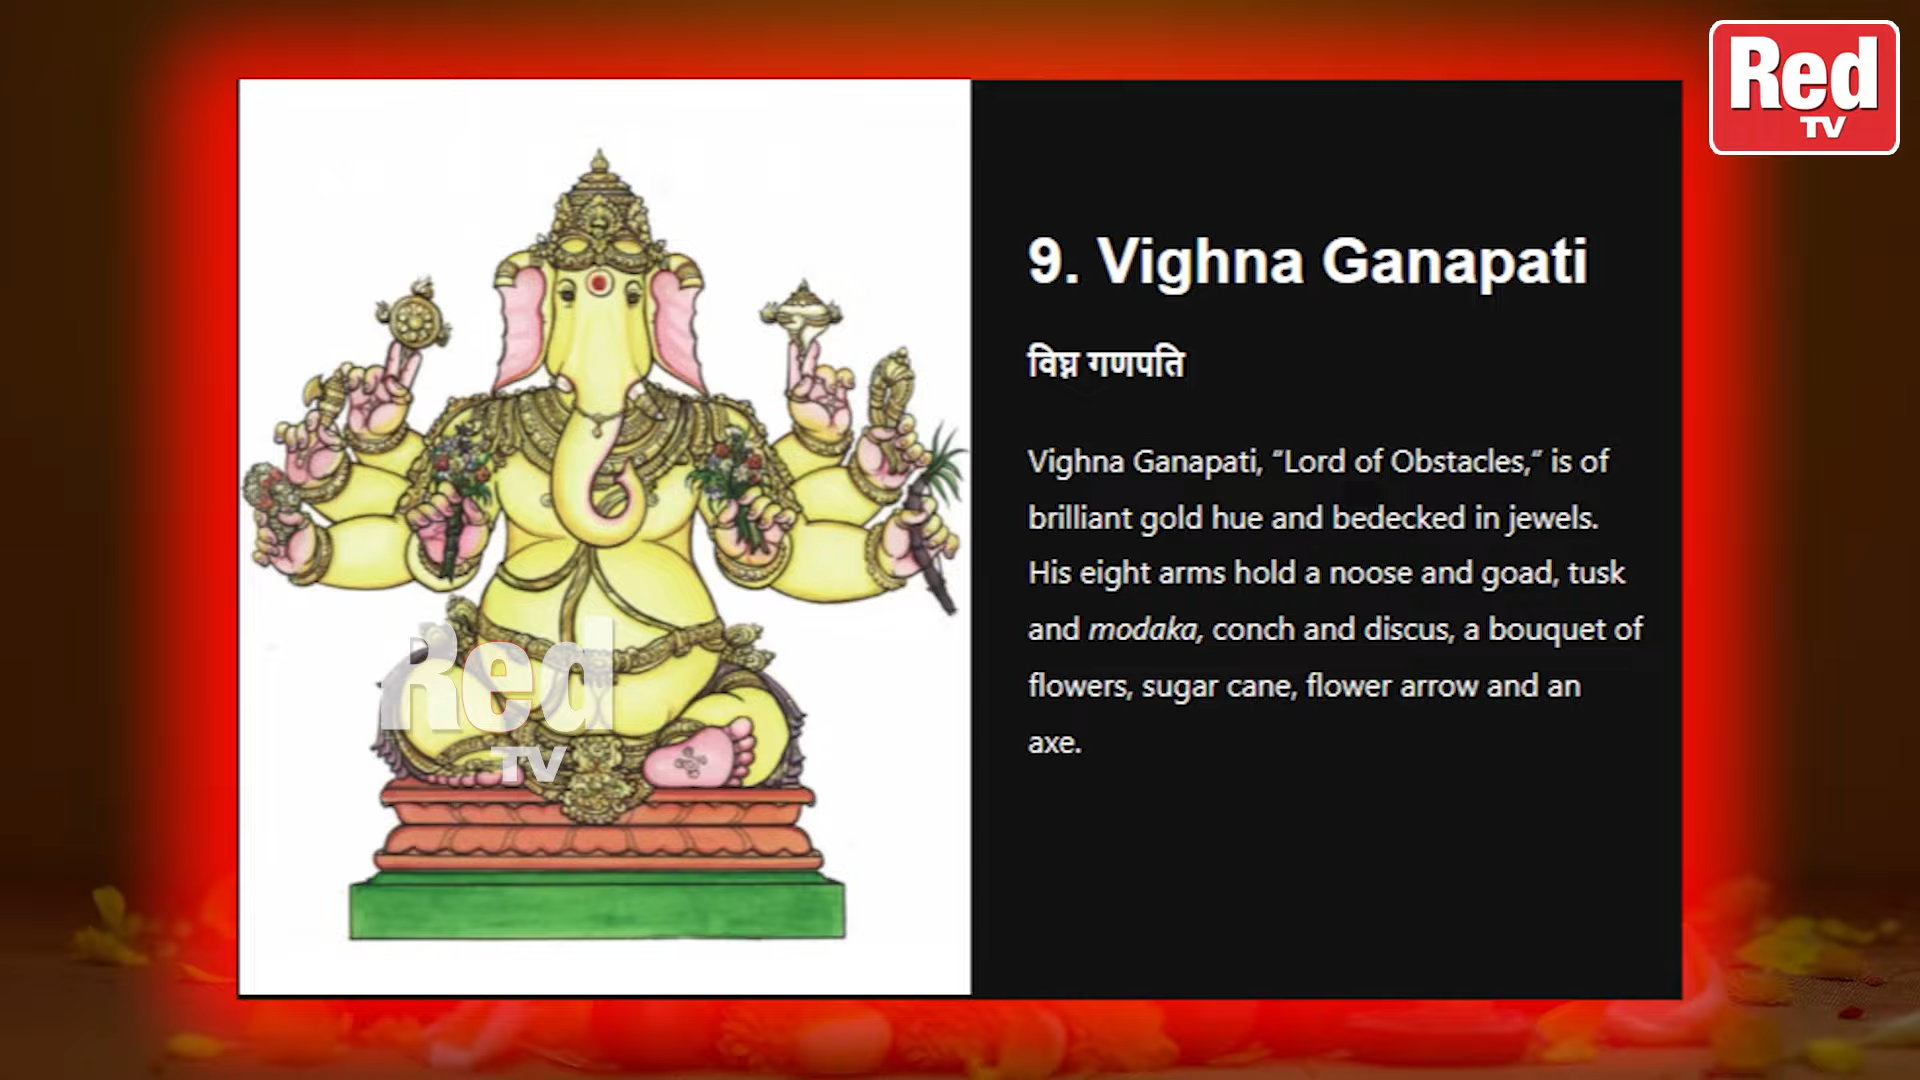 Red
TV
9. Vighna Ganapati
विघ्न गणपति
Vighna Ganapati, “Lord of Obstacles,” is of
brilliant gold hue and bedecked in jewels.
His eight arms hold a noose and goad, tusk
and modaka, conch and discus, a bouquet of
flowers, sugar cane, flower arrow and an
axe.
Red
TV